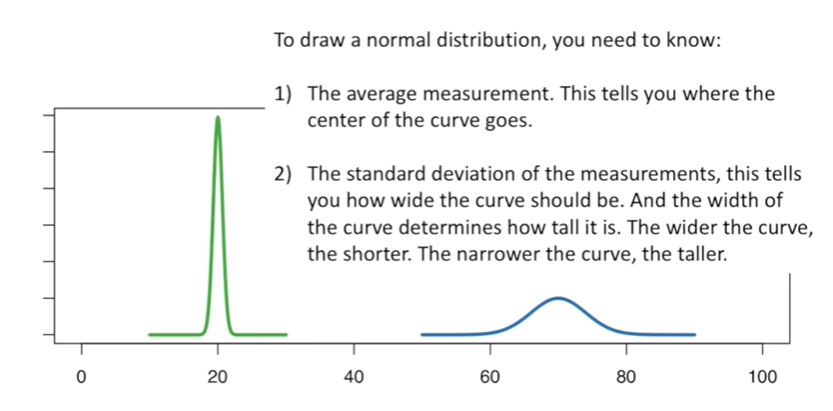 To draw a normal distribution, you need to know:
1) The average measurement. This tells you where the
center of the curve goes.
2) The standard deviation of the measurements, this tells
you how wide the curve should be. And the width of
the curve determines how tall it is. The wider the curve,
the shorter. The narrower the curve, the taller.
0 20 40 60 80 100